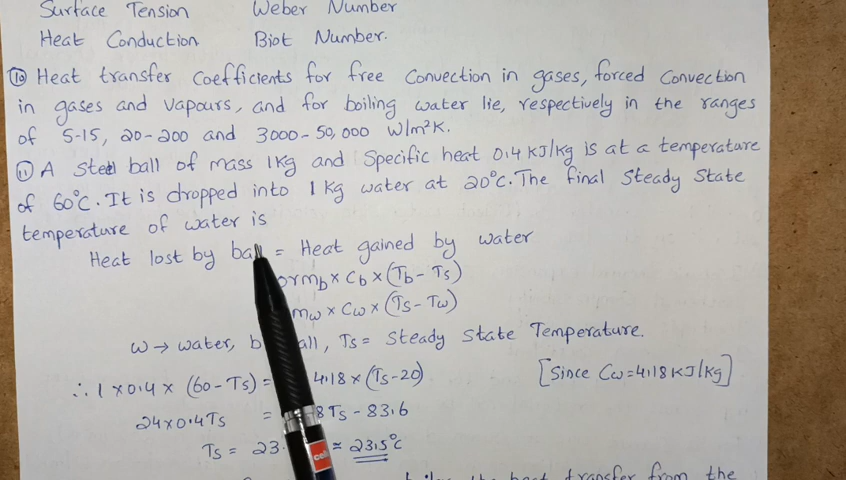 Surface Tension Weber Number
Heat Conduction Biot Number.
⑩ Heat transfer coefficients for free convection in gases, forced convection
in gases and vapours, and for boiling water lie, respectively in the ranges
of 5-15, 20-200 and 3000-50,000 W/m²K.
⑪ A steel ball of mass 1kg and specific heat 0.4 KJ/kg is at a temperature
of 60°C. It is dropped into 1 kg water at 20°C. The final steady state
temperature of water is
Heat lost by = Heat gained by water
or mb × Cb × (Tb - Ts)
mw × Cw × (Ts - Tw)
w → water, Ts = Steady State Temperature.
∴ 1 × 0.4 × (60 - Ts) = 4.18 × (Ts - 20) [Since Cw = 4.18 KJ/kg]
24 × 0.4Ts = 8Ts - 83.6
Ts = 23. ≈ 23.5°C
heat transfer from the
cello